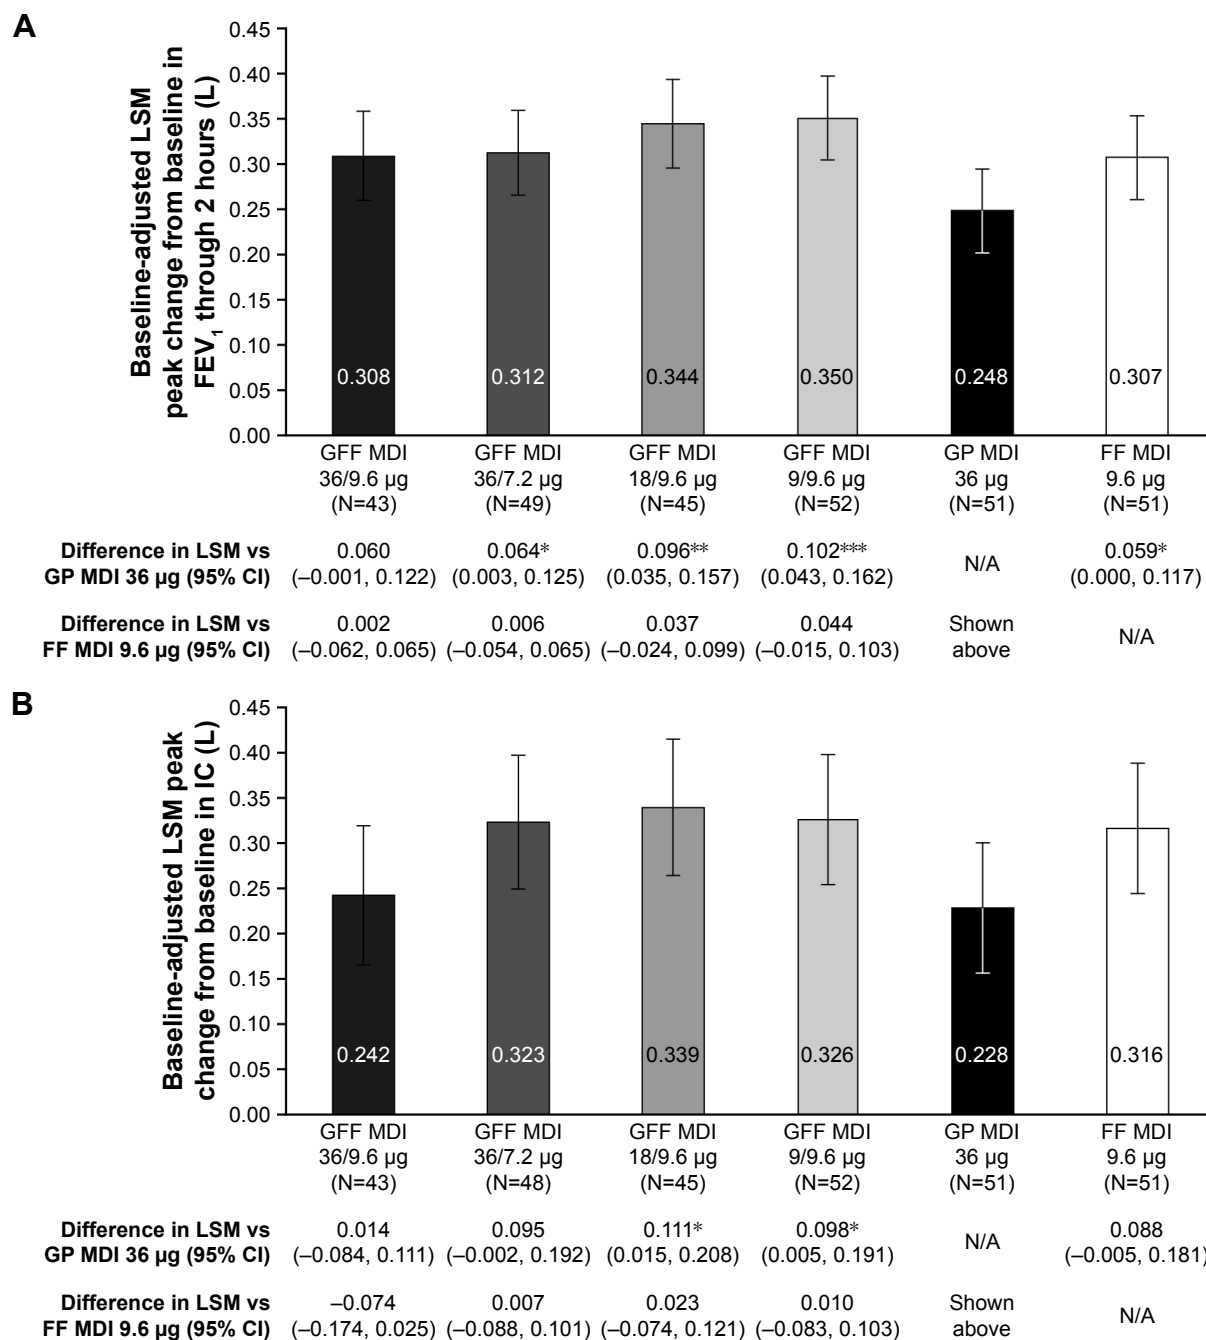 A
Baseline-adjusted LSM
peak change from baseline in
FEV1 through 2 hours (L)
0.45
0.40
0.35
0.30
0.25
0.20
0.15
0.10
0.05
0.00
0.308 0.312 0.344 0.350 0.248 0.307
GFF MDI GFF MDI GFF MDI GFF MDI GP MDI FF MDI
36/9.6 µg 36/7.2 µg 18/9.6 µg 9/9.6 µg 36 µg 9.6 µg
(N=43) (N=49) (N=45) (N=52) (N=51) (N=51)
Difference in LSM vs 0.060 0.064* 0.096** 0.102*** N/A 0.059*
GP MDI 36 µg (95% CI) (–0.001, 0.122) (0.003, 0.125) (0.035, 0.157) (0.043, 0.162) (0.000, 0.117)
Difference in LSM vs 0.002 0.006 0.037 0.044 Shown N/A
FF MDI 9.6 µg (95% CI) (–0.062, 0.065) (–0.054, 0.065) (–0.024, 0.099) (–0.015, 0.103) above
B
Baseline-adjusted LSM peak
change from baseline in IC (L)
0.45
0.40
0.35
0.30
0.25
0.20
0.15
0.10
0.05
0.00
0.242 0.323 0.339 0.326 0.228 0.316
GFF MDI GFF MDI GFF MDI GFF MDI GP MDI FF MDI
36/9.6 µg 36/7.2 µg 18/9.6 µg 9/9.6 µg 36 µg 9.6 µg
(N=43) (N=48) (N=45) (N=52) (N=51) (N=51)
Difference in LSM vs 0.014 0.095 0.111* 0.098* N/A 0.088
GP MDI 36 µg (95% CI) (–0.084, 0.111) (–0.002, 0.192) (0.015, 0.208) (0.005, 0.191) (–0.005, 0.181)
Difference in LSM vs –0.074 0.007 0.023 0.010 Shown N/A
FF MDI 9.6 µg (95% CI) (–0.174, 0.025) (–0.088, 0.101) (–0.074, 0.121) (–0.083, 0.103) above